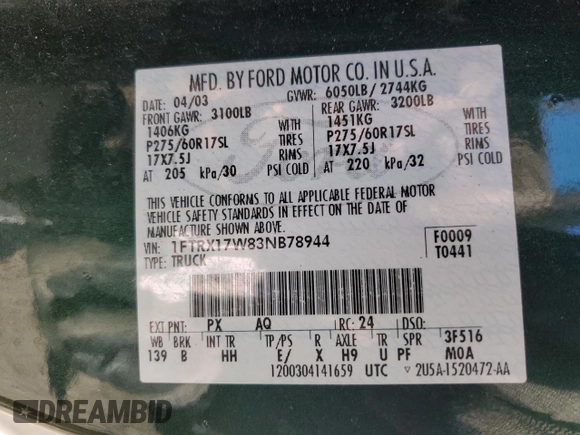 MFD. BY FORD MOTOR CO. IN U.S.A.
DATE: 04/03 GVWR: 6050LB/ 2744KG
FRONT GAWR: 3100LB REAR GAWR: 3200LB
1406KG WITH 1451KG WITH
P275/60R17SL TIRES P275/60R17SL TIRES
17X7.5J RIMS 17X7.5J RIMS
AT 205 kPa/30 PSI COLD AT 220 kPa/32 PSI COLD
THIS VEHICLE CONFORMS TO ALL APPLICABLE FEDERAL MOTOR
VEHICLE SAFETY STANDARDS IN EFFECT ON THE DATE OF
MANUFACTURE SHOWN ABOVE.
VIN: 1FTRX17W83NB78944 F0009
TYPE: TRUCK T0441
EXT PNT: PX AQ RC: 24 DSO:
WB BRK INT TR TP/PS R AXLE TR SPR 3F516
139 B HH E/ X H9 U PF MOA
1200304141659 UTC 2U5A-1520472-AA
Ford
DREAMBID